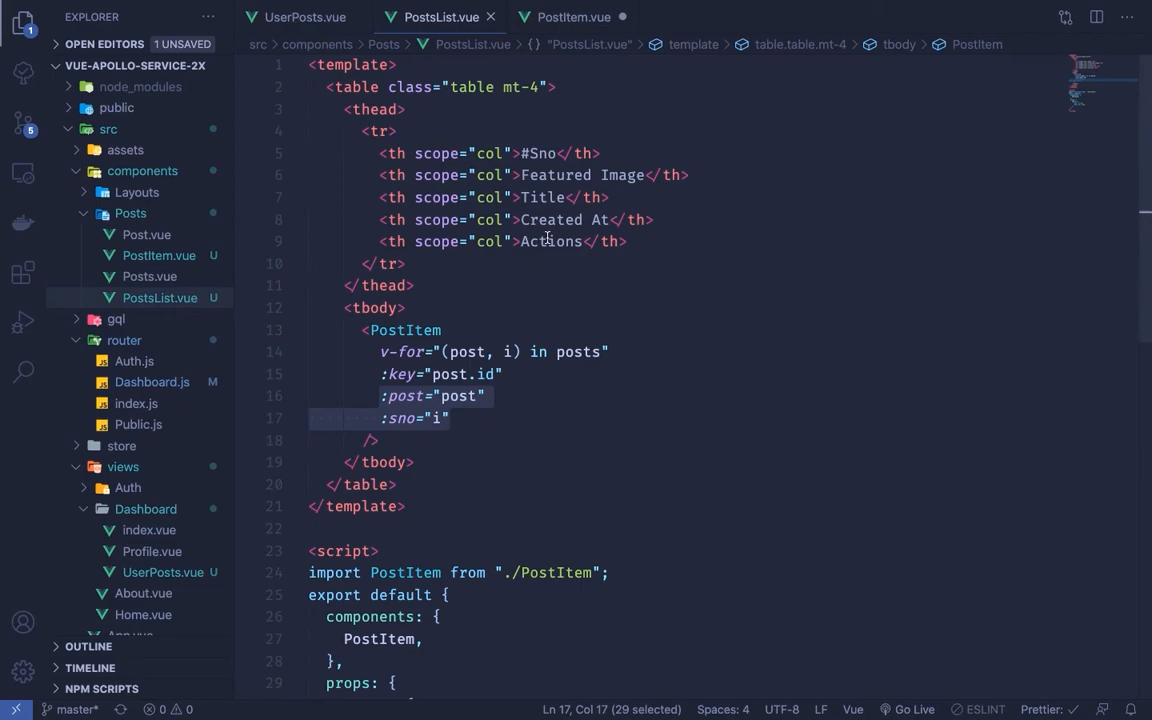 EXPLORER
UserPosts.vue
PostsList.vue
PostItem.vue
OPEN EDITORS 1 UNSAVED
src components Posts PostsList.vue {} "PostsList.vue" template table.table.mt-4 tbody PostItem
VUE-APOLLO-SERVICE-2X
node_modules
public
src
assets
components
Layouts
Posts
Post.vue
PostItem.vue U
Posts.vue
PostsList.vue U
gql
router
Auth.js
Dashboard.js M
index.js
Public.js
store
views
Auth
Dashboard
index.vue
Profile.vue
UserPosts.vue U
About.vue
Home.vue
OUTLINE
TIMELINE
NPM SCRIPTS
1
5
1 <template>
2 <table class="table mt-4">
3 <thead>
4 <tr>
5 <th scope="col">#Sno</th>
6 <th scope="col">Featured Image</th>
7 <th scope="col">Title</th>
8 <th scope="col">Created At</th>
9 <th scope="col">Actions</th>
10 </tr>
11 </thead>
12 <tbody>
13 <PostItem
14 v-for="(post, i) in posts"
15 :key="post.id"
16 :post="post"
17 :sno="i"
18 />
19 </tbody>
20 </table>
21 </template>
22
23 <script>
24 import PostItem from "./PostItem";
25 export default {
26 components: {
27 PostItem,
28 },
29 props: {
master* 0 0 Ln 17, Col 17 (29 selected) Spaces: 4 UTF-8 LF Vue Go Live ESLINT Prettier: ✓